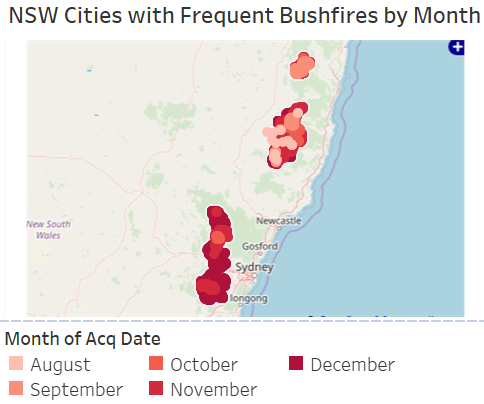 NSW Cities with Frequent Bushfires by Month
+
New South
Wales
Newcastle
Gosford
Sydney
longong
Month of Acq Date
August
October
December
September
November